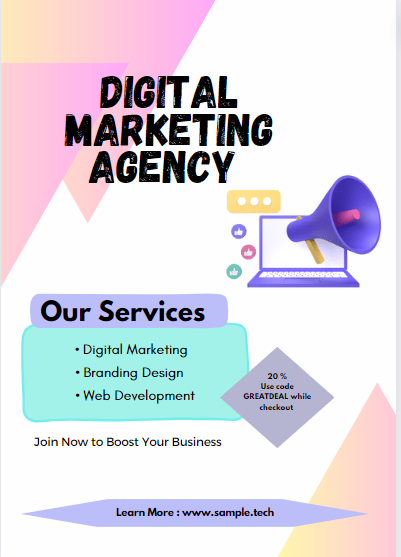 DIGITAL
MARKETING
AGENCY
Our Services
• Digital Marketing
• Branding Design
• Web Development
20 %
Use code
GREATDEAL while
checkout
Join Now to Boost Your Business
Learn More : www.sample.tech